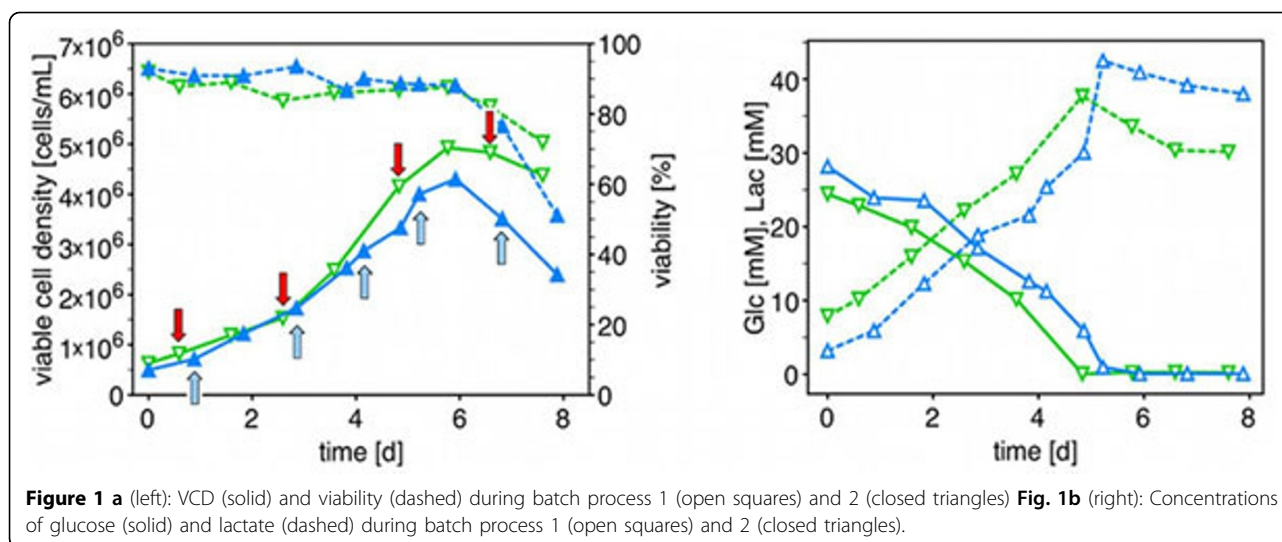 7x10⁶
6x10⁶
5x10⁶
4x10⁶
3x10⁶
2x10⁶
1x10⁶
0
viable cell density [cells/mL]
100
80
60
40
20
0
viability [%]
0 2 4 6 8
time [d]
40
30
20
10
0
Glc [mM], Lac [mM]
0 2 4 6 8
time [d]
Figure 1 a (left): VCD (solid) and viability (dashed) during batch process 1 (open squares) and 2 (closed triangles) Fig. 1b (right): Concentrations
of glucose (solid) and lactate (dashed) during batch process 1 (open squares) and 2 (closed triangles).